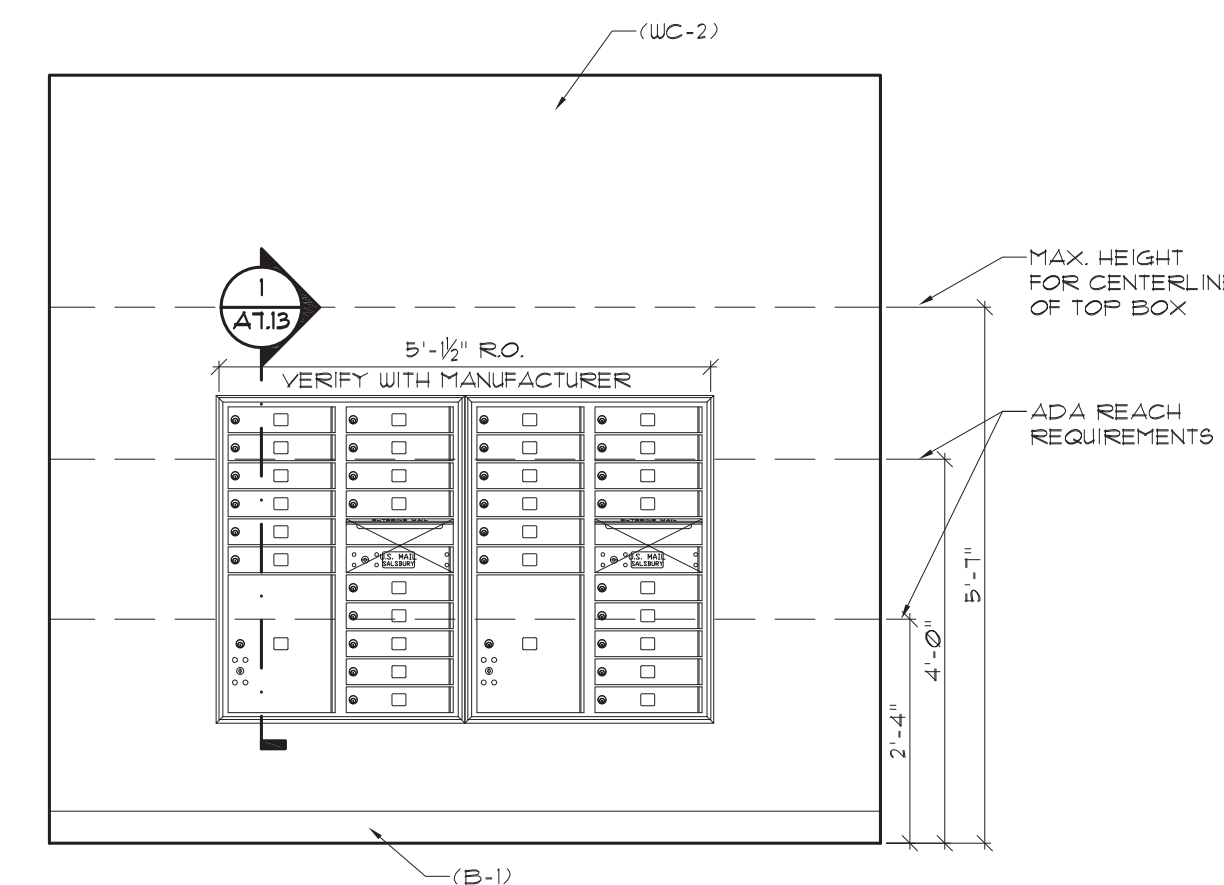 (WC-2)
MAX. HEIGHT
FOR CENTERLINE
OF TOP BOX
1
A7.13
5'-1½" R.O.
VERIFY WITH MANUFACTURER
ADA REACH
REQUIREMENTS
U.S. MAIL
SALSBURY
U.S. MAIL
SALSBURY
5'-7"
4'-0"
2'-4"
(B-1)